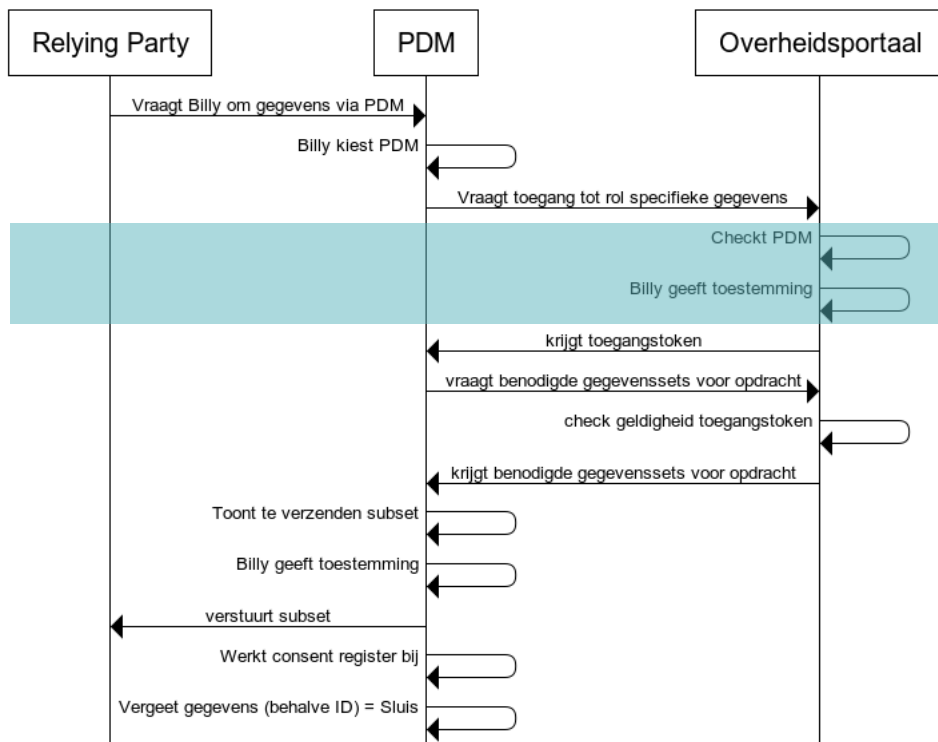 Relying Party
PDM
Overheidsportaal
Vraagt Billy om gegevens via PDM
Billy kiest PDM
Vraagt toegang tot rol specifieke gegevens
Checkt PDM
Billy geeft toestemming
krijgt toegangstoken
vraagt benodigde gegevenssets voor opdracht
check geldigheid toegangstoken
krijgt benodigde gegevenssets voor opdracht
Toont te verzenden subset
Billy geeft toestemming
verstuurt subset
Werkt consent register bij
Vergeet gegevens (behalve ID) = Sluis